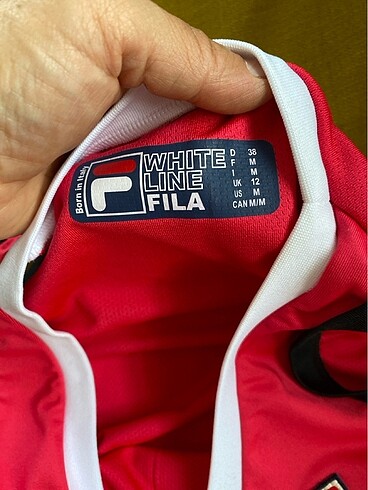 Born in Italy
WHITE
LINE
FILA
D 38
F M
I M
UK 12
US M
CAN M/M